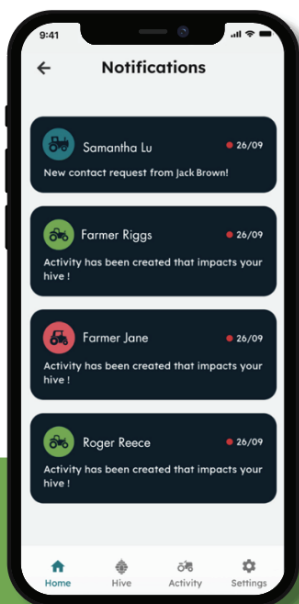 9:41
Notifications
Samantha Lu
26/09
New contact request from Jack Brown!
Farmer Riggs
26/09
Activity has been created that impacts your
hive !
Farmer Jane
26/09
Activity has been created that impacts your
hive !
Roger Reece
26/09
Activity has been created that impacts your
hive !
Home Hive Activity Settings